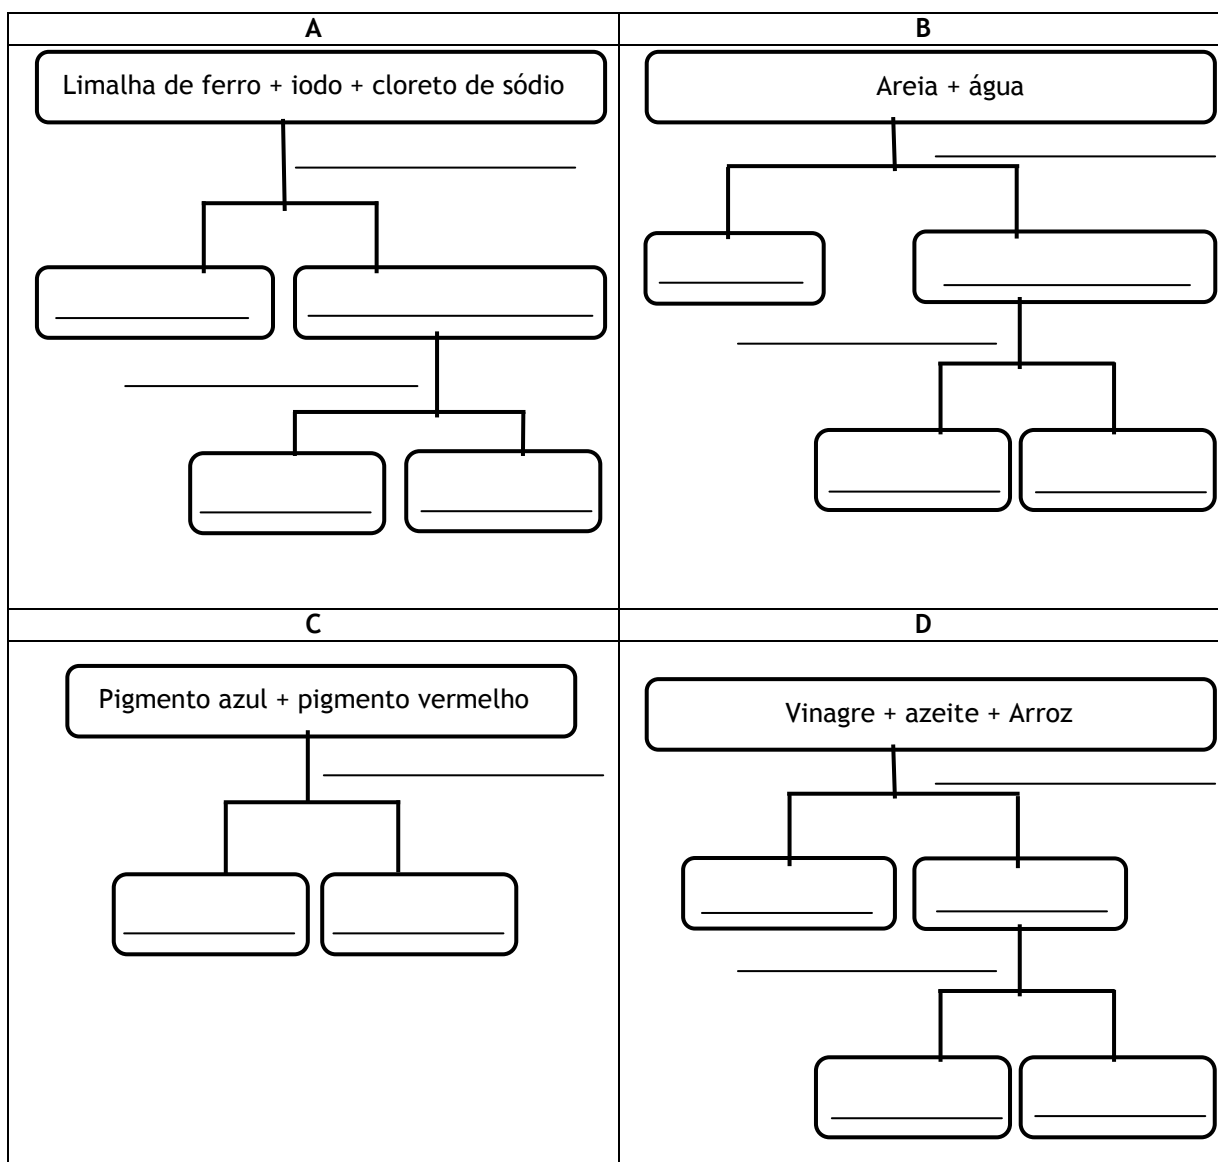 A
Limalha de ferro + iodo + cloreto de sódio
B
Areia + água
C
Pigmento azul + pigmento vermelho
D
Vinagre + azeite + Arroz